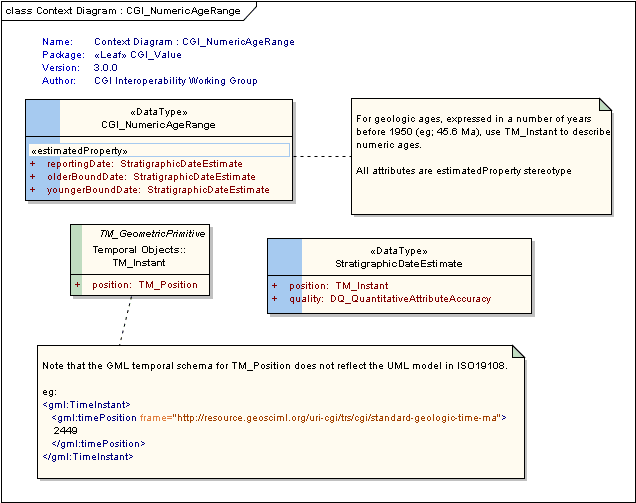 class Context Diagram : CGI_NumericAgeRange
Name: Context Diagram : CGI_NumericAgeRange
Package: «Leaf» CGI_Value
Version: 3.0.0
Author: CGI Interoperability Working Group
«DataType»
CGI_NumericAgeRange
«estimatedProperty»
+ reportingDate: StratigraphicDateEstimate
+ olderBoundDate: StratigraphicDateEstimate
+ youngerBoundDate: StratigraphicDateEstimate
For geologic ages, expressed in a number of years
before 1950 (eg; 45.6 Ma), use TM_Instant to describe
numeric ages.
All attributes are estimatedProperty stereotype
TM_GeometricPrimitive
Temporal Objects::
TM_Instant
+ position: TM_Position
«DataType»
StratigraphicDateEstimate
+ position: TM_Instant
+ quality: DQ_QuantitativeAttributeAccuracy
Note that the GML temporal schema for TM_Position does not reflect the UML model in ISO19108.
eg:
<gml:TimeInstant>
<gml:timePosition frame="http://resource.geosciml.org/uri-cgi/trs/cgi/standard-geologic-time-ma">
2449
</gml:timePosition>
</gml:TimeInstant>